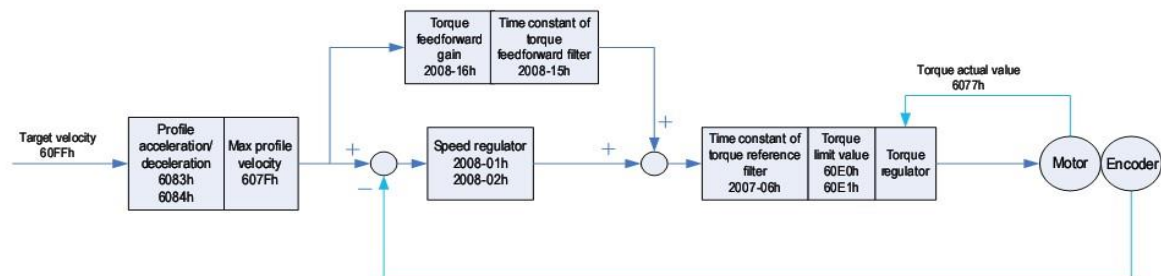 Torque
feedforward
gain
2008-16h
Time constant of
torque
feedforward filter
2008-15h
Torque actual value
6077h
Target velocity
60FFh
Profile
acceleration/
deceleration
6083h
6084h
Max profile
velocity
607Fh
+
−
Speed regulator
2008-01h
2008-02h
+
+
Time constant of
torque reference
filter
2007-06h
Torque
limit value
60E0h
60E1h
Torque
regulator
Motor
Encoder